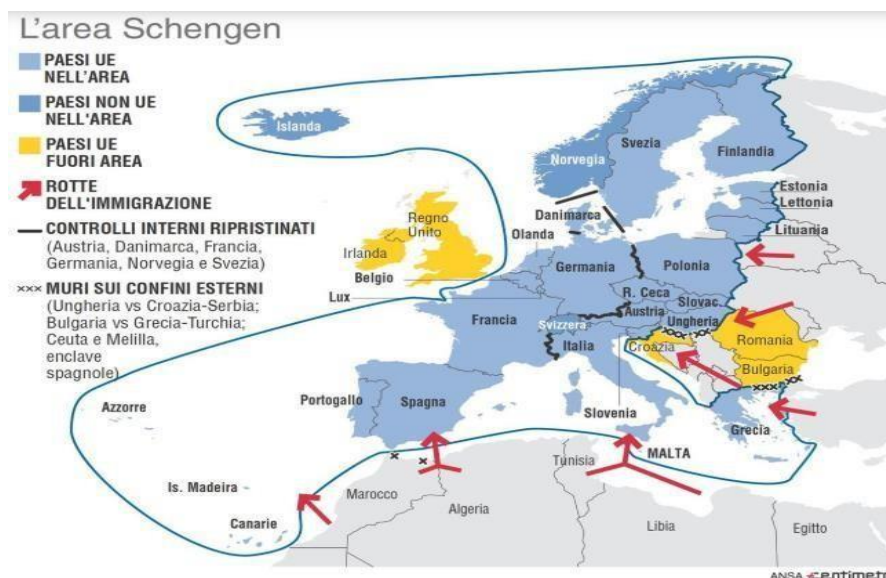 L'area Schengen
PAESI UE
NELL'AREA
PAESI NON UE
NELL'AREA
PAESI UE
FUORI AREA
ROTTE
DELL'IMMIGRAZIONE
CONTROLLI INTERNI RIPRISTINATI
(Austria, Danimarca, Francia,
Germania, Norvegia e Svezia)
xxx MURI SUI CONFINI ESTERNI
(Ungheria vs Croazia-Serbia;
Bulgaria vs Grecia-Turchia;
Ceuta e Melilla,
enclave
spagnole)
Islanda
Svezia
Finlandia
Norvegia
Estonia
Lettonia
Danimarca
Lituania
Regno
Unito
Olanda
Irlanda
Germania
Polonia
Belgio
R. Ceca
Lux
Slovac.
Austria
Ungheria
Francia
Svizzera
Italia
Croazia
Romania
Bulgaria
Portogallo
Spagna
Azzorre
Slovenia
Grecia
MALTA
Tunisia
Is. Madeira
Marocco
Algeria
Canarie
Libia
Egitto
ANSA centimetri